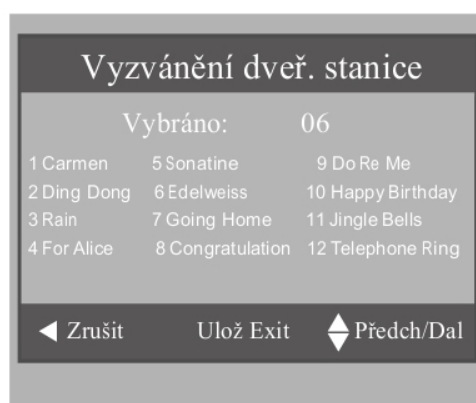 Vyzvánění dveř. stanice
Vybráno: 06
1 Carmen 5 Sonatine 9 Do Re Me
2 Ding Dong 6 Edelweiss 10 Happy Birthday
3 Rain 7 Going Home 11 Jingle Bells
4 For Alice 8 Congratulation 12 Telephone Ring
Zrušit Ulož Exit Předch/Dal